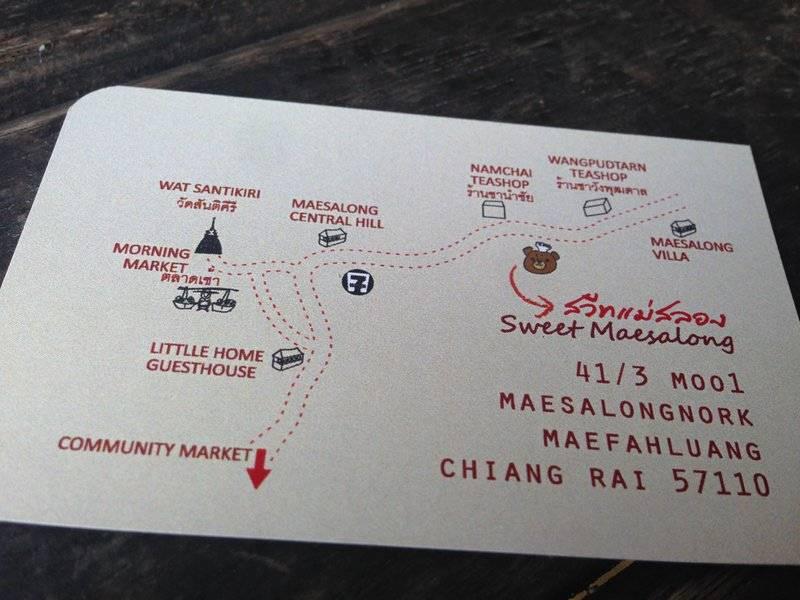 WAT SANTIKIRI
วัดสันติคีรี
MORNING
MARKET
ตลาดเช้า
MAESALONG
CENTRAL HILL
NAMCHAI
TEASHOP
ร้านชานำชัย
WANGPUDTARN
TEASHOP
ร้านชาวังพุฒตาล
MAESALONG
VILLA
7
LITTLLE HOME
GUESTHOUSE
COMMUNITY MARKET
สวีทแม่สลอง
Sweet Maesalong
41/3 MOO1
MAESALONGNORK
MAEFAHLUANG
CHIANG RAI 57110